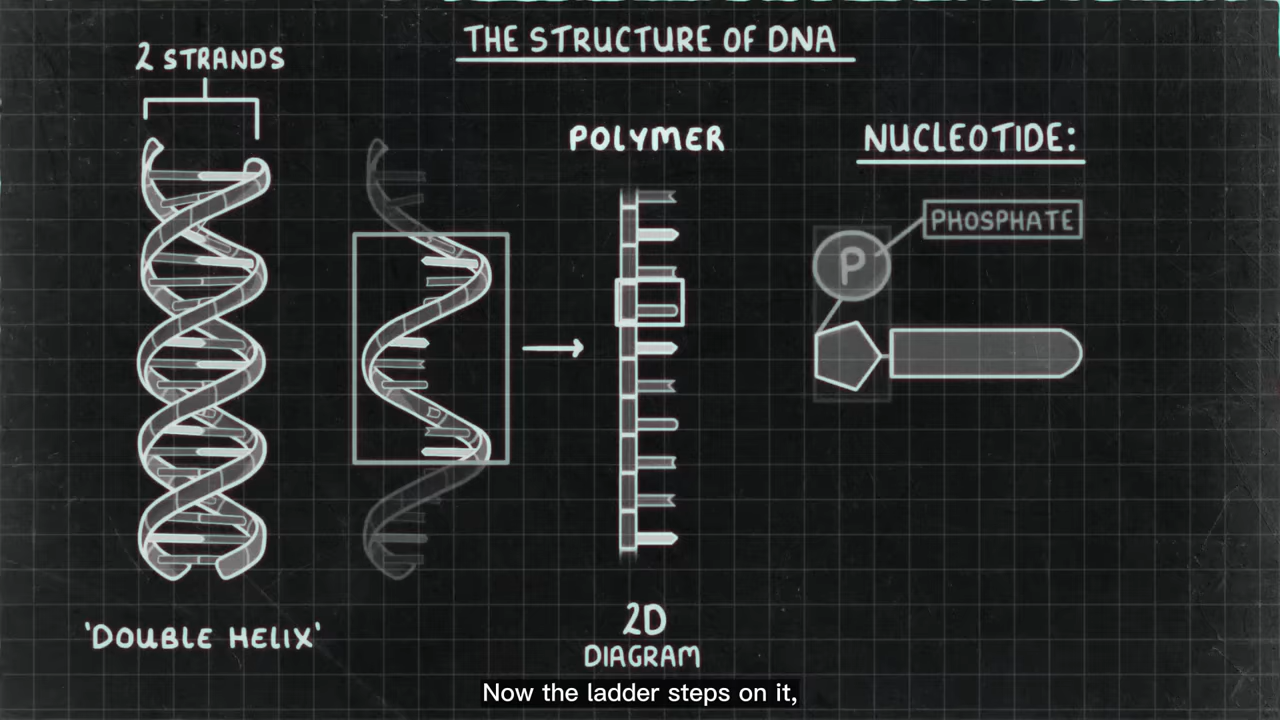 THE STRUCTURE OF DNA
2 STRANDS
POLYMER
NUCLEOTIDE:
PHOSPHATE
P
'DOUBLE HELIX'
2D
DIAGRAM
Now the ladder steps on it,